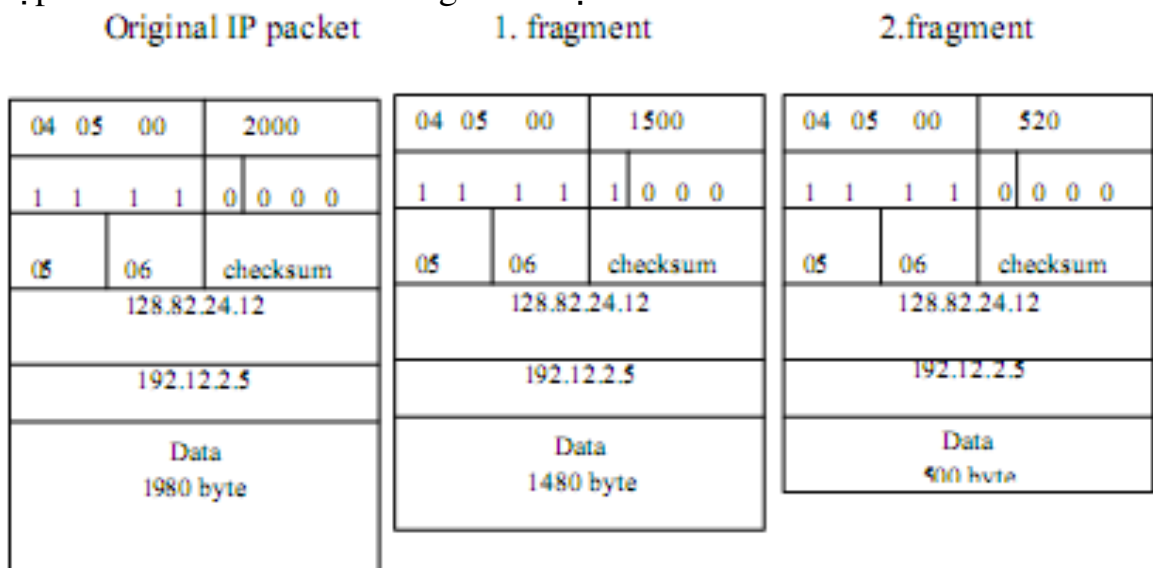 Original IP packet 1. fragment 2.fragment
04 05 00 2000
1 1 1 1 0 0 0 0
05 06 checksum
128.82.24.12
192.12.2.5
Data
1980 byte
04 05 00 1500
1 1 1 1 1 0 0 0
05 06 checksum
128.82.24.12
192.12.2.5
Data
1480 byte
04 05 00 520
1 1 1 1 0 0 0 0
05 06 checksum
128.82.24.12
192.12.2.5
Data
500 byte